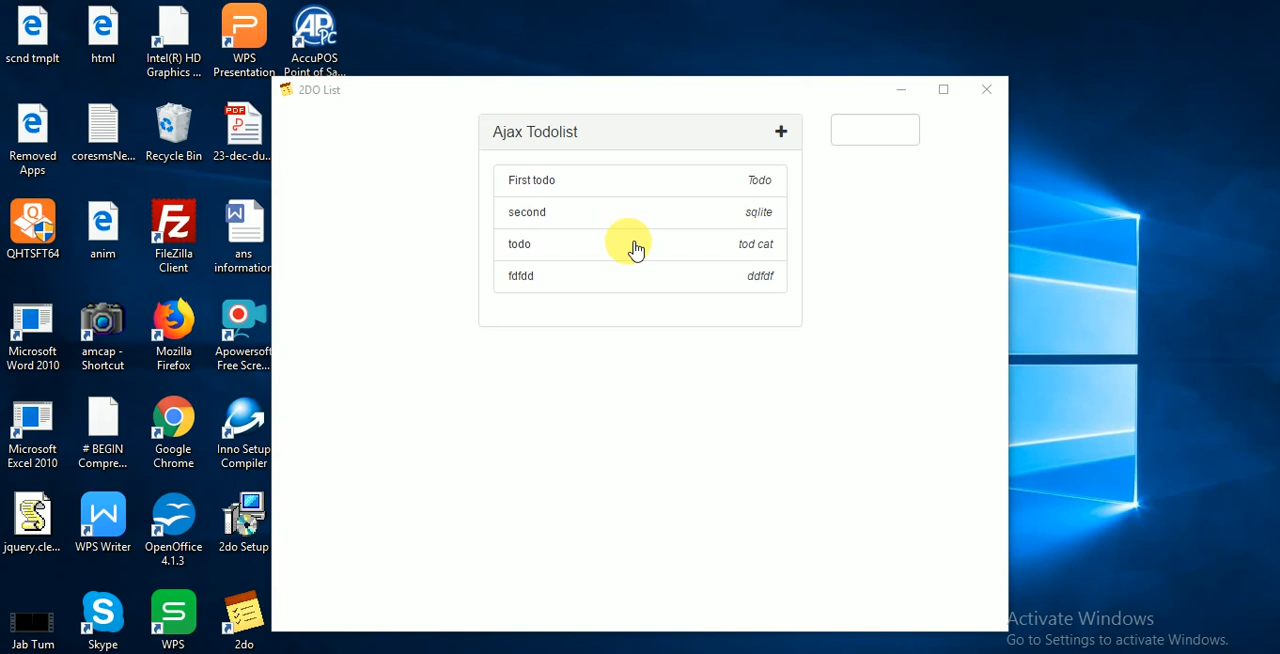 scnd tmplt
html
Intel(R) HD
Graphics ...
WPS
Presentation
AccuPOS
Point of Sa...
2DO List
Ajax Todolist
+
First todo Todo
second sqlite
todo tod cat
fdfdd ddfdf
Removed
Apps
coresmsNe...
Recycle Bin
PDF
23-dec-du...
QHTSFT64
anim
FileZilla
Client
ans
information
Microsoft
Word 2010
amcap -
Shortcut
Mozilla
Firefox
Apowersoft
Free Scre...
Microsoft
Excel 2010
# BEGIN
Compre...
Google
Chrome
Inno Setup
Compiler
jquery.cle...
WPS Writer
OpenOffice
4.1.3
2do Setup
Jab Tum
Skype
WPS
2do
Activate Windows
Go to Settings to activate Windows.